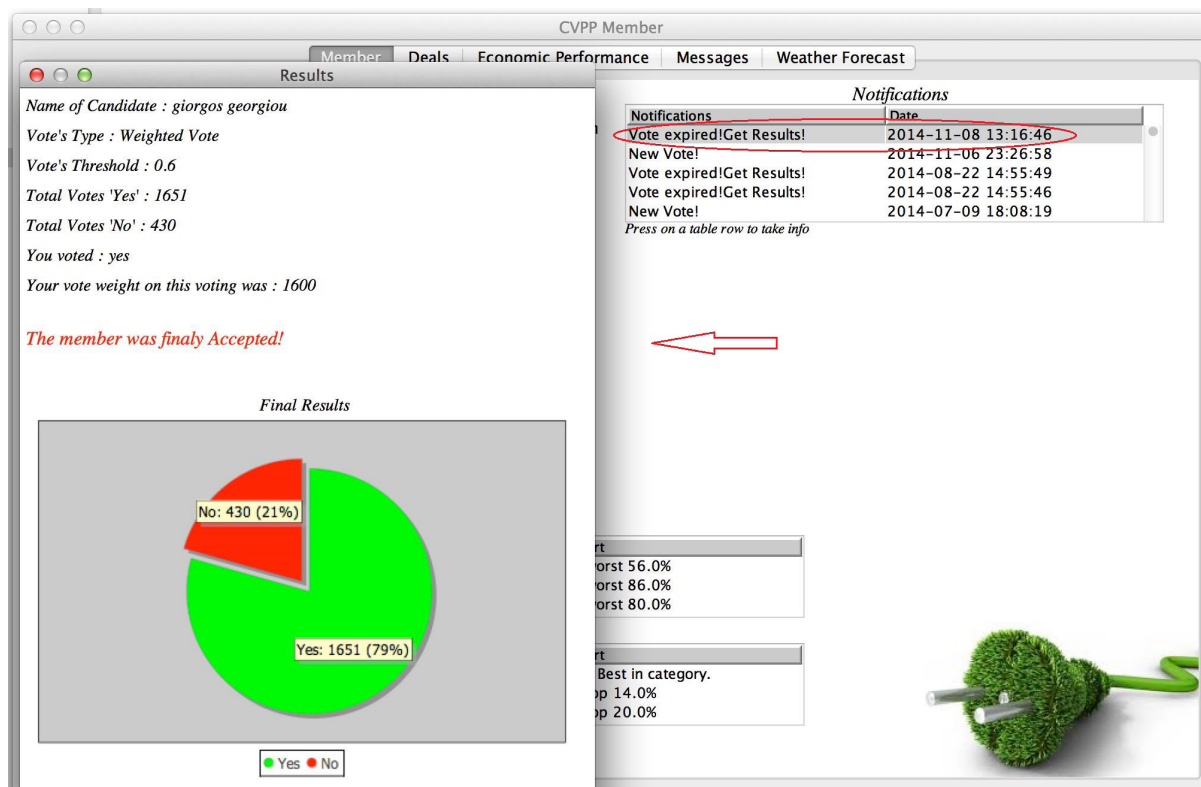 CVPP Member
Member Deals Economic Performance Messages Weather Forecast
Results
Name of Candidate : giorgos georgiou
Vote's Type : Weighted Vote
Vote's Threshold : 0.6
Total Votes 'Yes' : 1651
Total Votes 'No' : 430
You voted : yes
Your vote weight on this voting was : 1600
The member was finaly Accepted!
Final Results
No: 430 (21%)
Yes: 1651 (79%)
Yes No
Notifications
Notifications Date
Vote expired!Get Results! 2014-11-08 13:16:46
New Vote! 2014-11-06 23:26:58
Vote expired!Get Results! 2014-08-22 14:55:49
Vote expired!Get Results! 2014-08-22 14:55:46
New Vote! 2014-07-09 18:08:19
Press on a table row to take info
56.0%
86.0%
80.0%
Best in category.
14.0%
20.0%